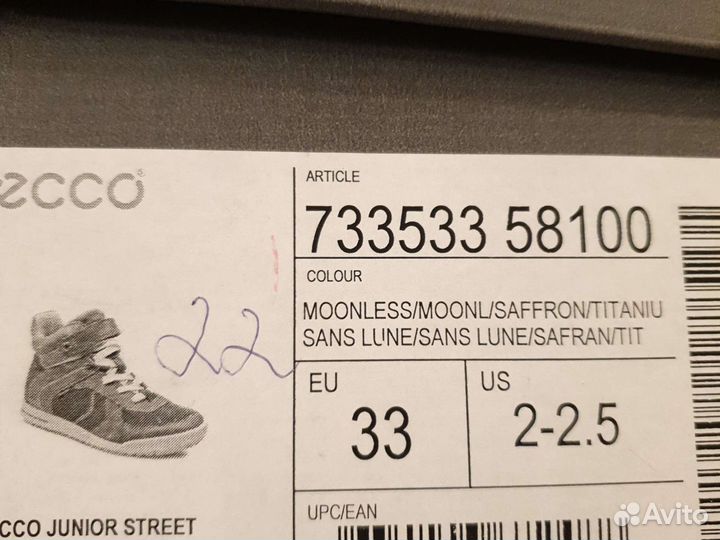 ecco
ARTICLE
733533 58100
COLOUR
MOONLESS/MOONL/SAFFRON/TITANIU
SANS LUNE/SANS LUNE/SAFRAN/TIT
22
EU
33
US
2-2.5
UPC/EAN
CCO JUNIOR STREET
Avito